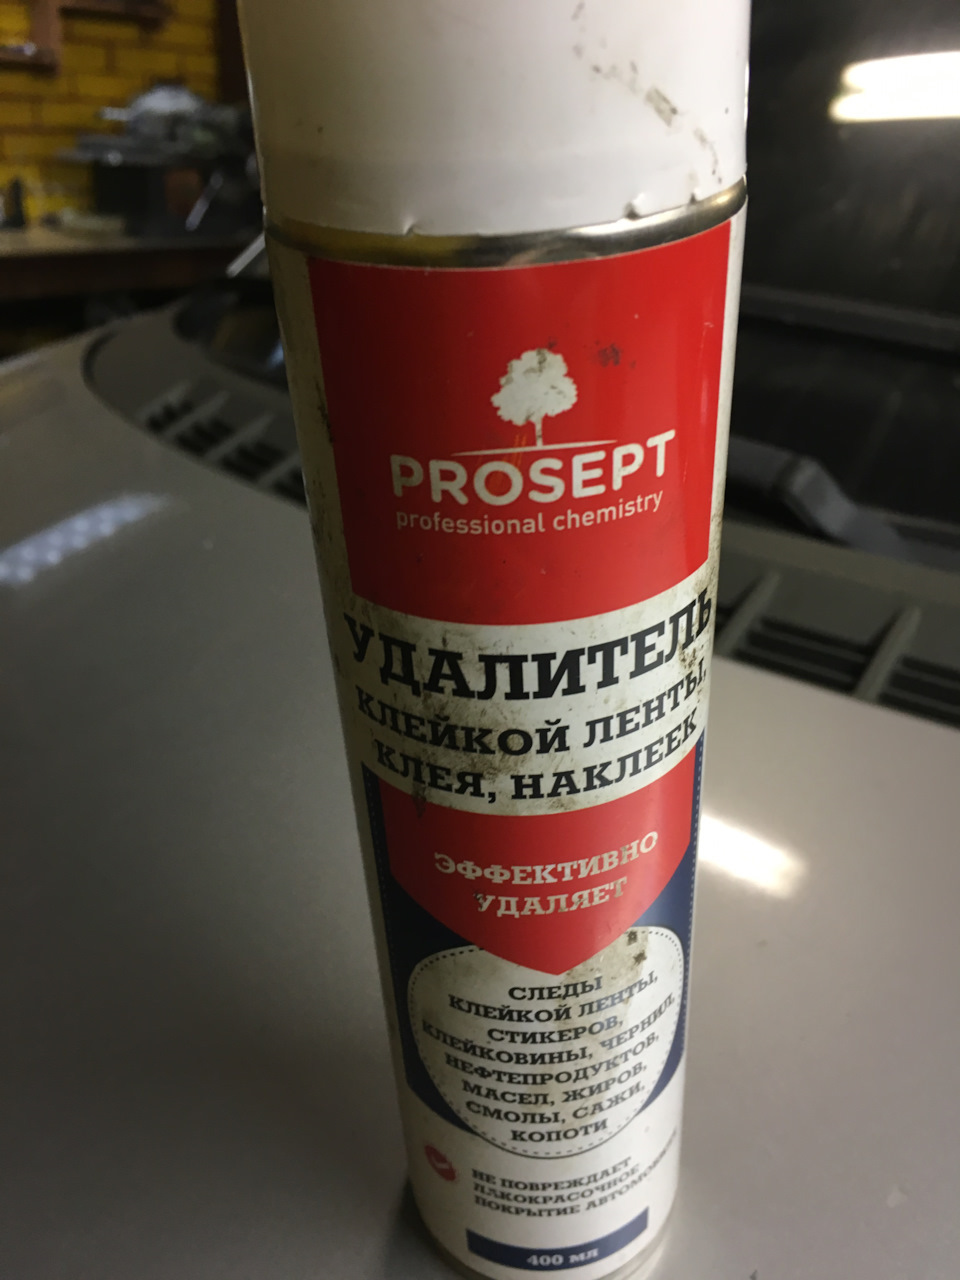 PROSEPT
professional chemistry
УДАЛИТЕЛЬ
КЛЕЙКОЙ ЛЕНТЫ,
КЛЕЯ, НАКЛЕЕК
ЭФФЕКТИВНО
УДАЛЯЕТ
СЛЕДЫ
КЛЕЙКОЙ ЛЕНТЫ,
СТИКЕРОВ,
КЛЕЙКОВИНЫ, ЧЕРНИЛ,
НЕФТЕПРОДУКТОВ,
МАСЕЛ, ЖИРОВ,
СМОЛЫ, САЖИ,
КОПОТИ
НЕ ПОВРЕЖДАЕТ
ЛАКОКРАСОЧНОЕ
ПОКРЫТИЕ АВТОМОБИЛЯ
400 МЛ